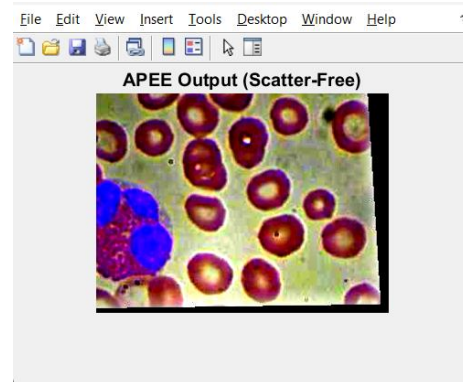 File Edit View Insert Tools Desktop Window Help
APEE Output (Scatter-Free)